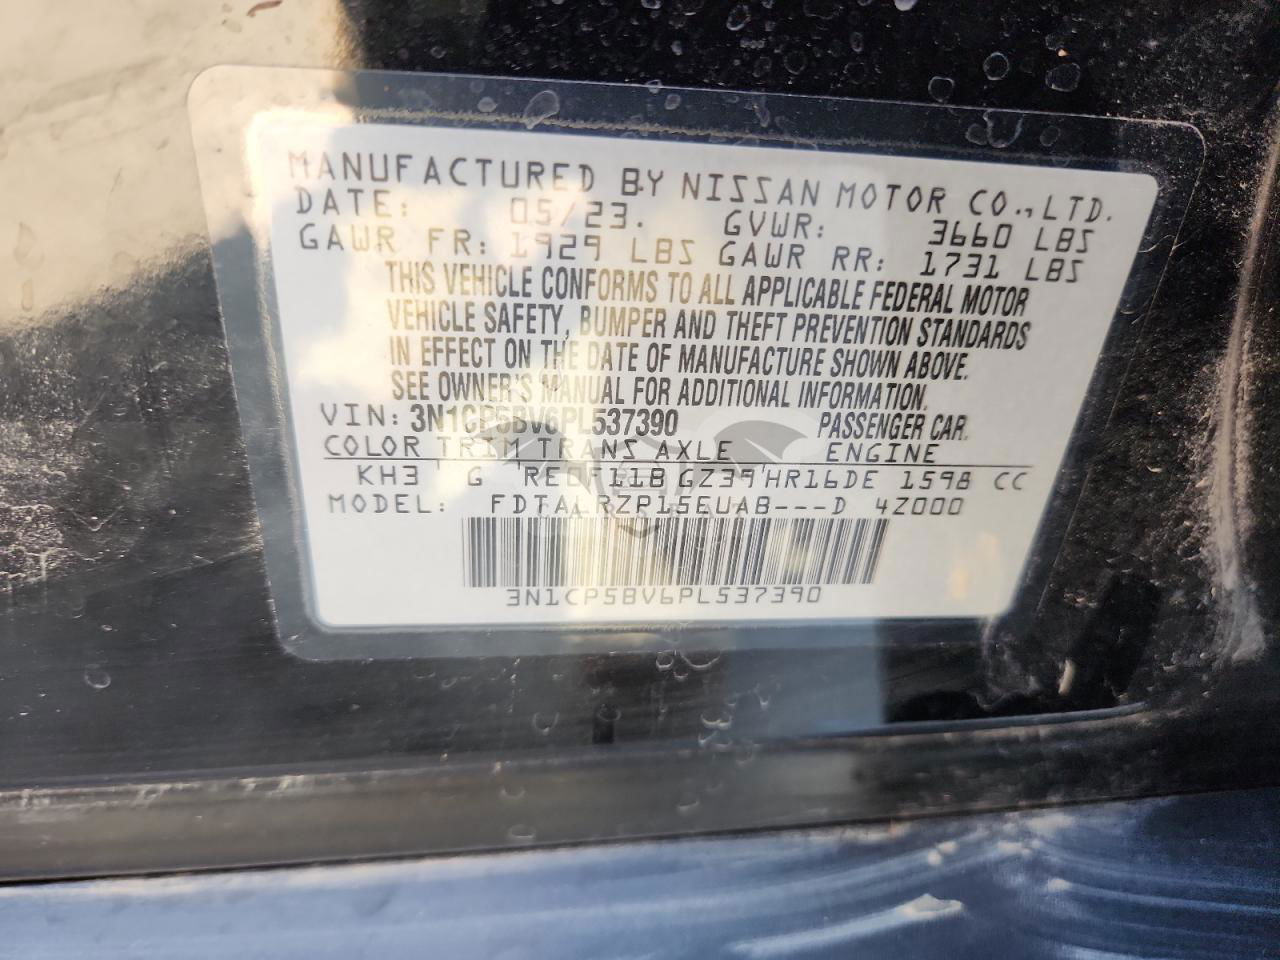 MANUFACTURED BY NISSAN MOTOR CO., LTD.
DATE: 05/23. GVWR: 3660 LBS
GAWR FR: 1929 LBS GAWR RR: 1731 LBS
THIS VEHICLE CONFORMS TO ALL APPLICABLE FEDERAL MOTOR
VEHICLE SAFETY, BUMPER AND THEFT PREVENTION STANDARDS
IN EFFECT ON THE DATE OF MANUFACTURE SHOWN ABOVE.
SEE OWNER'S MANUAL FOR ADDITIONAL INFORMATION.
VIN: 3N1CP5BV6PL537390 PASSENGER CAR.
COLOR TRIM TRANS AXLE ENGINE
KH3 G RE0F11B GZ39 HR16DE 1598 CC
MODEL: FDTALRZP15EUAB---D 4Z000
3N1CP5BV6PL537390